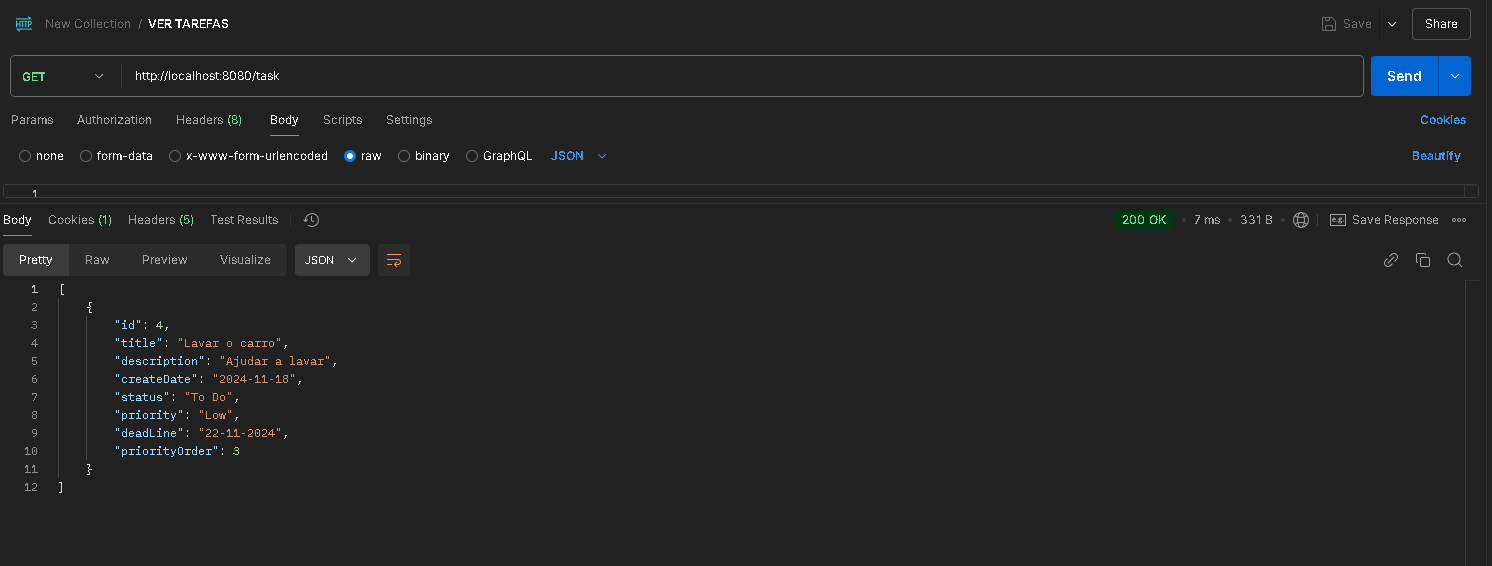 HTTP New Collection / VER TAREFAS Save Share
GET http://localhost:8080/task Send
Params Authorization Headers (8) Body Scripts Settings Cookies
none form-data x-www-form-urlencoded raw binary GraphQL JSON Beautify
1
Body Cookies (1) Headers (5) Test Results 200 OK • 7 ms • 331 B e.g. Save Response
Pretty Raw Preview Visualize JSON
1 [
2 {
3 "id": 4,
4 "title": "Lavar o carro",
5 "description": "Ajudar a lavar",
6 "createDate": "2024-11-18",
7 "status": "To Do",
8 "priority": "Low",
9 "deadLine": "22-11-2024",
10 "priorityOrder": 3
11 }
12 ]